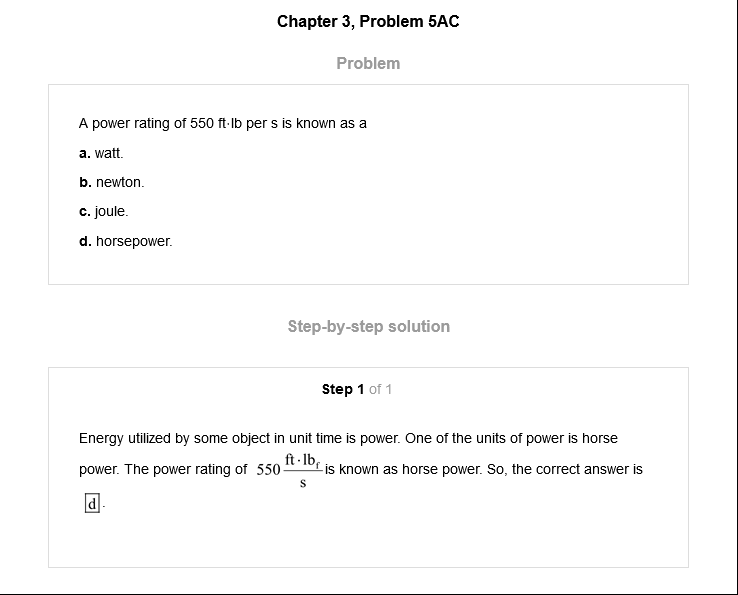 Chapter 3, Problem 5AC
Problem
A power rating of 550 ft·lb per s is known as a
a. watt.
b. newton.
c. joule.
d. horsepower.
Step-by-step solution
Step 1 of 1
Energy utilized by some object in unit time is power. One of the units of power is horse
power. The power rating of 550 ft·lb_f/s is known as horse power. So, the correct answer is
d.